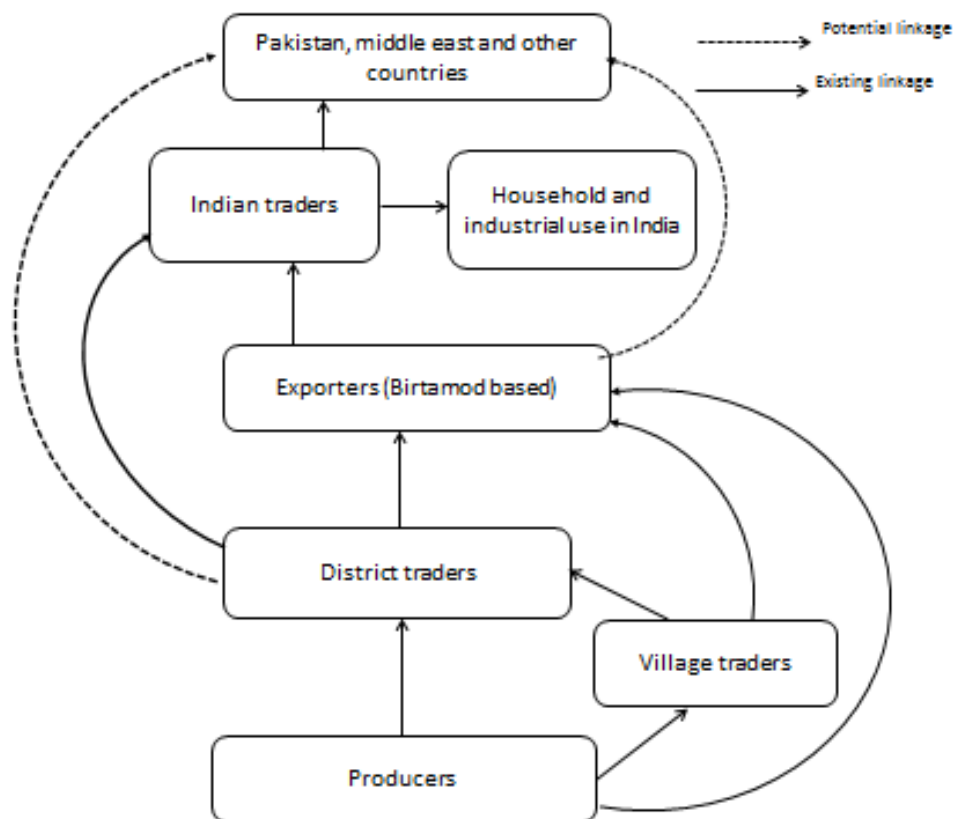 Pakistan, middle east and other
countries
Potential linkage
Existing linkage
Indian traders
Household and
industrial use in India
Exporters (Birtamod based)
District traders
Village traders
Producers